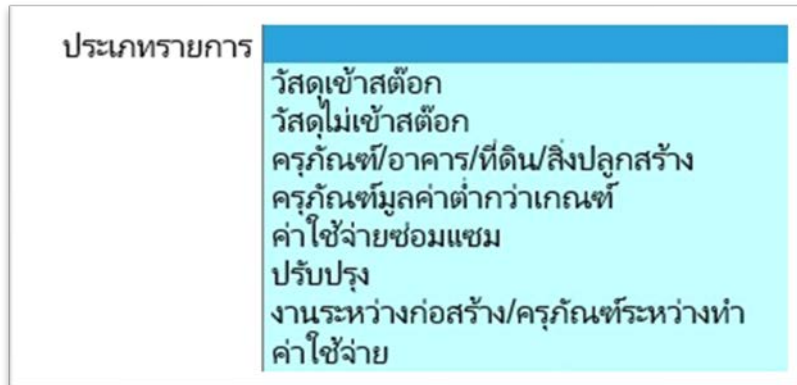 ประเภทรายการ
วัสดุเข้าสต๊อก
วัสดุไม่เข้าสต๊อก
ครุภัณฑ์/อาคาร/ที่ดิน/สิ่งปลูกสร้าง
ครุภัณฑ์มูลค่าต่ำกว่าเกณฑ์
ค่าใช้จ่ายซ่อมแซม
ปรับปรุง
งานระหว่างก่อสร้าง/ครุภัณฑ์ระหว่างทำ
ค่าใช้จ่าย